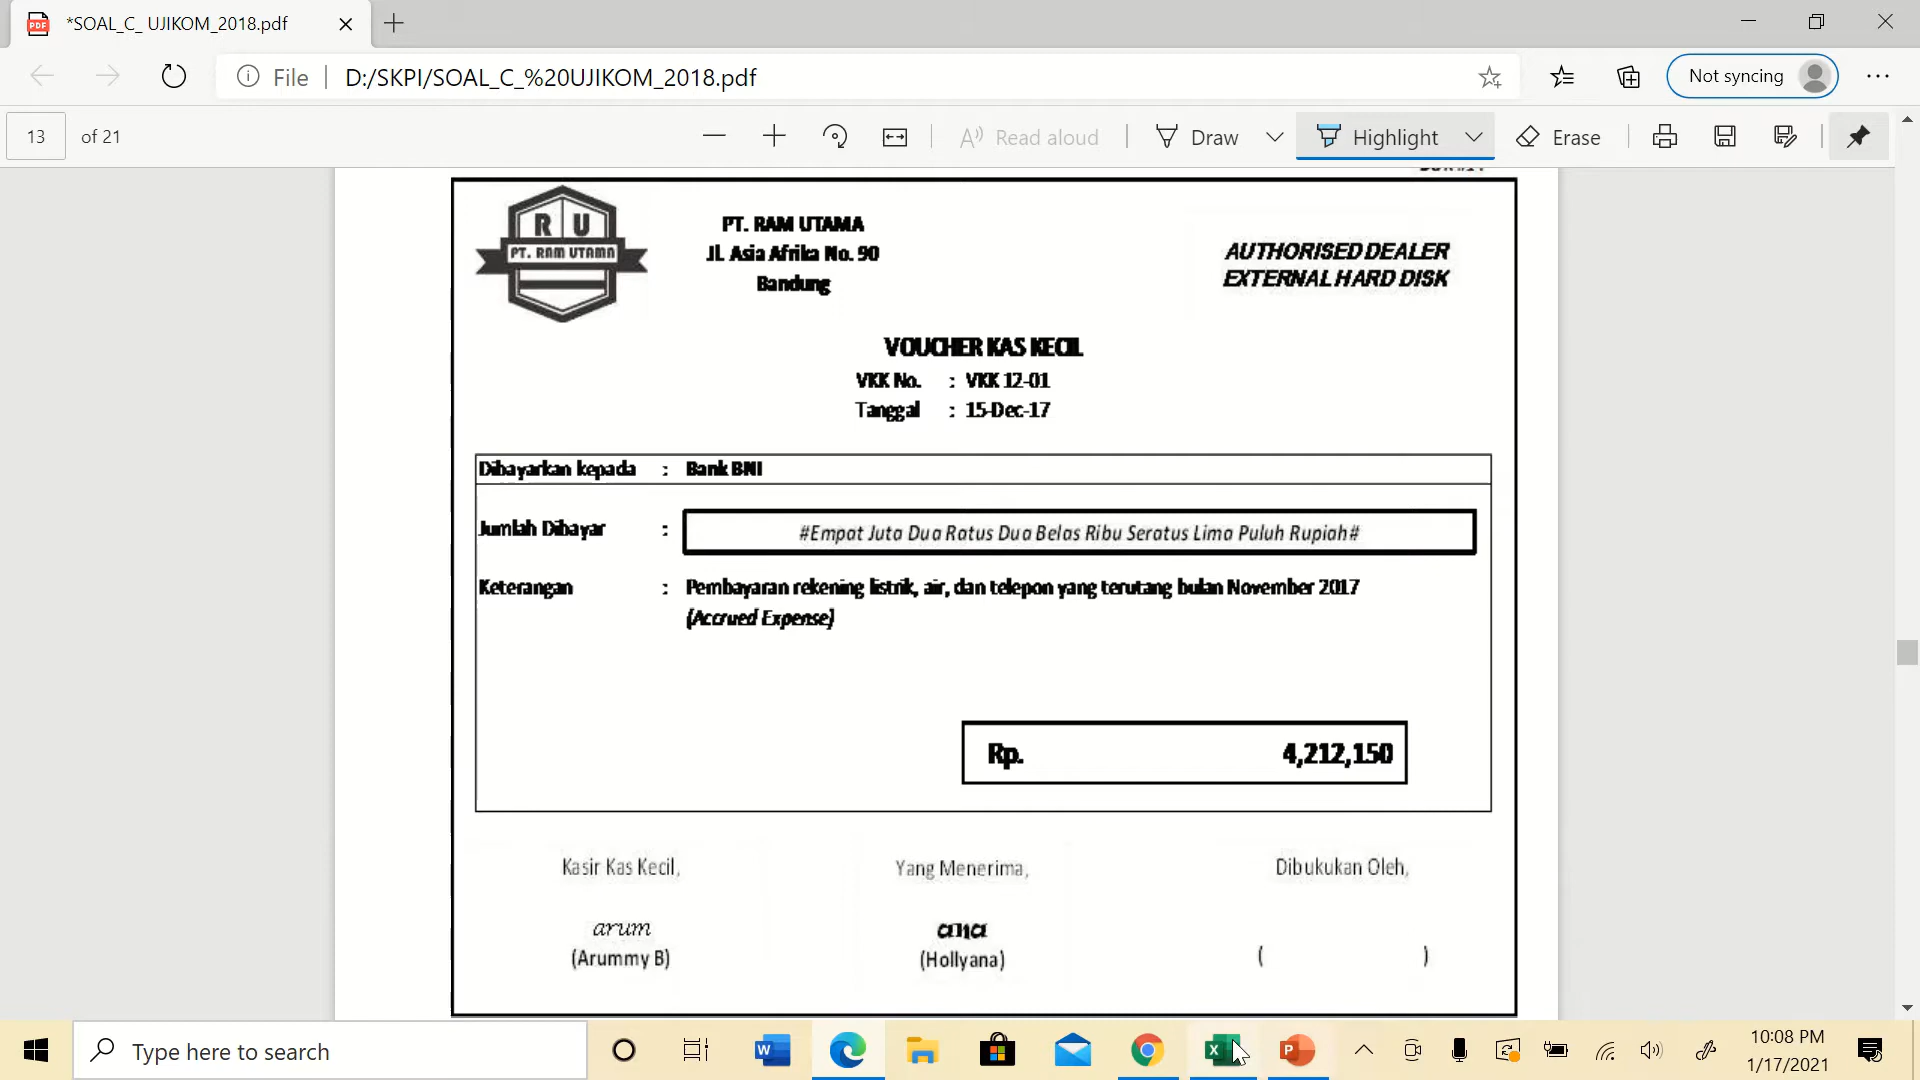 *SOAL_C_ UJIKOM_2018.pdf
File
D:/SKPI/SOAL_C_%20UJIKOM_2018.pdf
Not syncing
13 of 21
Read aloud
Draw
Highlight
Erase
R U
PT. RAM UTAMA
PT. RAM UTAMA
Jl. Asia Afrika No. 90
Bandung
AUTHORISED DEALER
EXTERNAL HARD DISK
VOUCHER KAS KECIL
VKK No. : VKK 12-01
Tanggal : 15-Dec-17
Dibayarkan kepada : Bank BNI
Jumlah Dibayar : #Empat Juta Dua Ratus Dua Belas Ribu Seratus Lima Puluh Rupiah#
Keterangan : Pembayaran rekening listrik, air, dan telepon yang terutang bulan November 2017
(Accrued Expense)
Rp. 4,212,150
Kasir Kas Kecil,
Yang Menerima,
Dibukukan Oleh,
arum
ana
(Arummy B)
(Hollyana)
( )
Type here to search
10:08 PM
1/17/2021